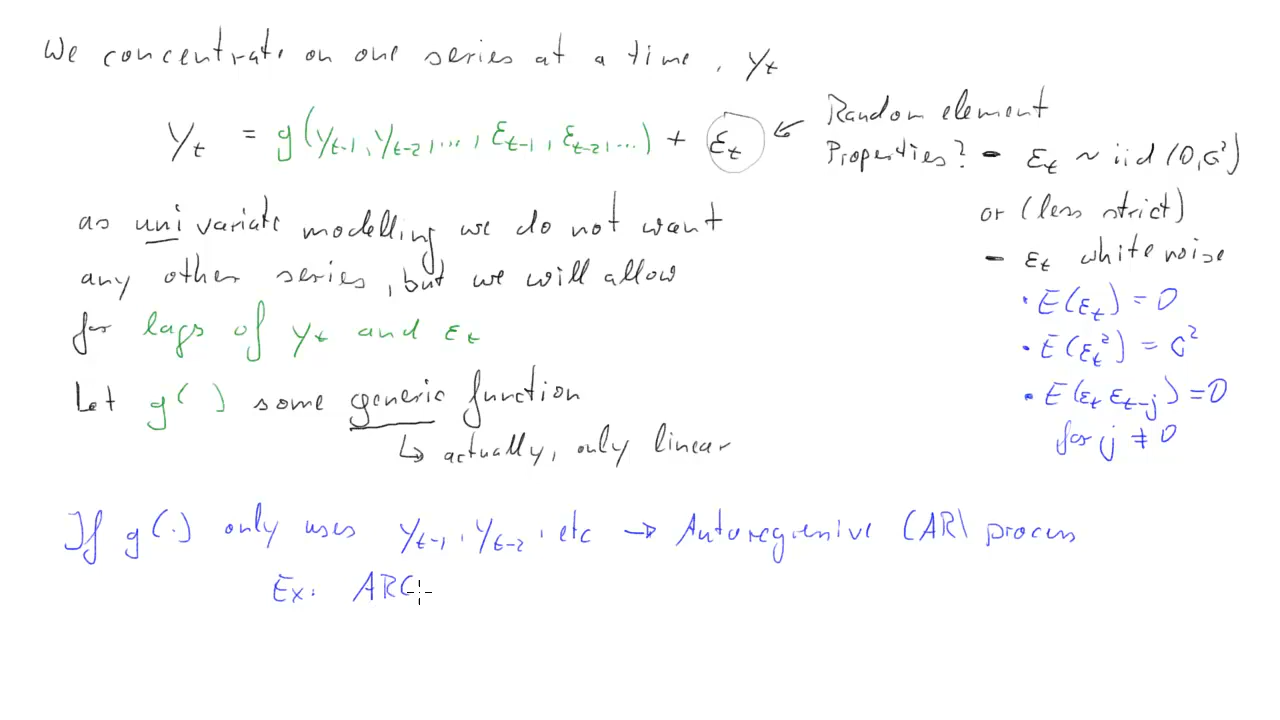 We concentrate on one series at a time, yt
yt = g(yt-1, yt-2, ..., εt-1, εt-2, ...) + εt
Random element
Properties? - εt ~ iid (0, σ²)
or (less strict)
- εt white noise
· E(εt) = 0
· E(εt²) = σ²
· E(εt εt-j) = 0
for j ≠ 0
as univariate modelling we do not want
any other series, but we will allow
for lags of yt and εt
Let g( ) some generic function
↳ actually, only linear
If g(.) only uses yt-1, yt-2, etc → Autoregressive (AR) process
Ex: AR(